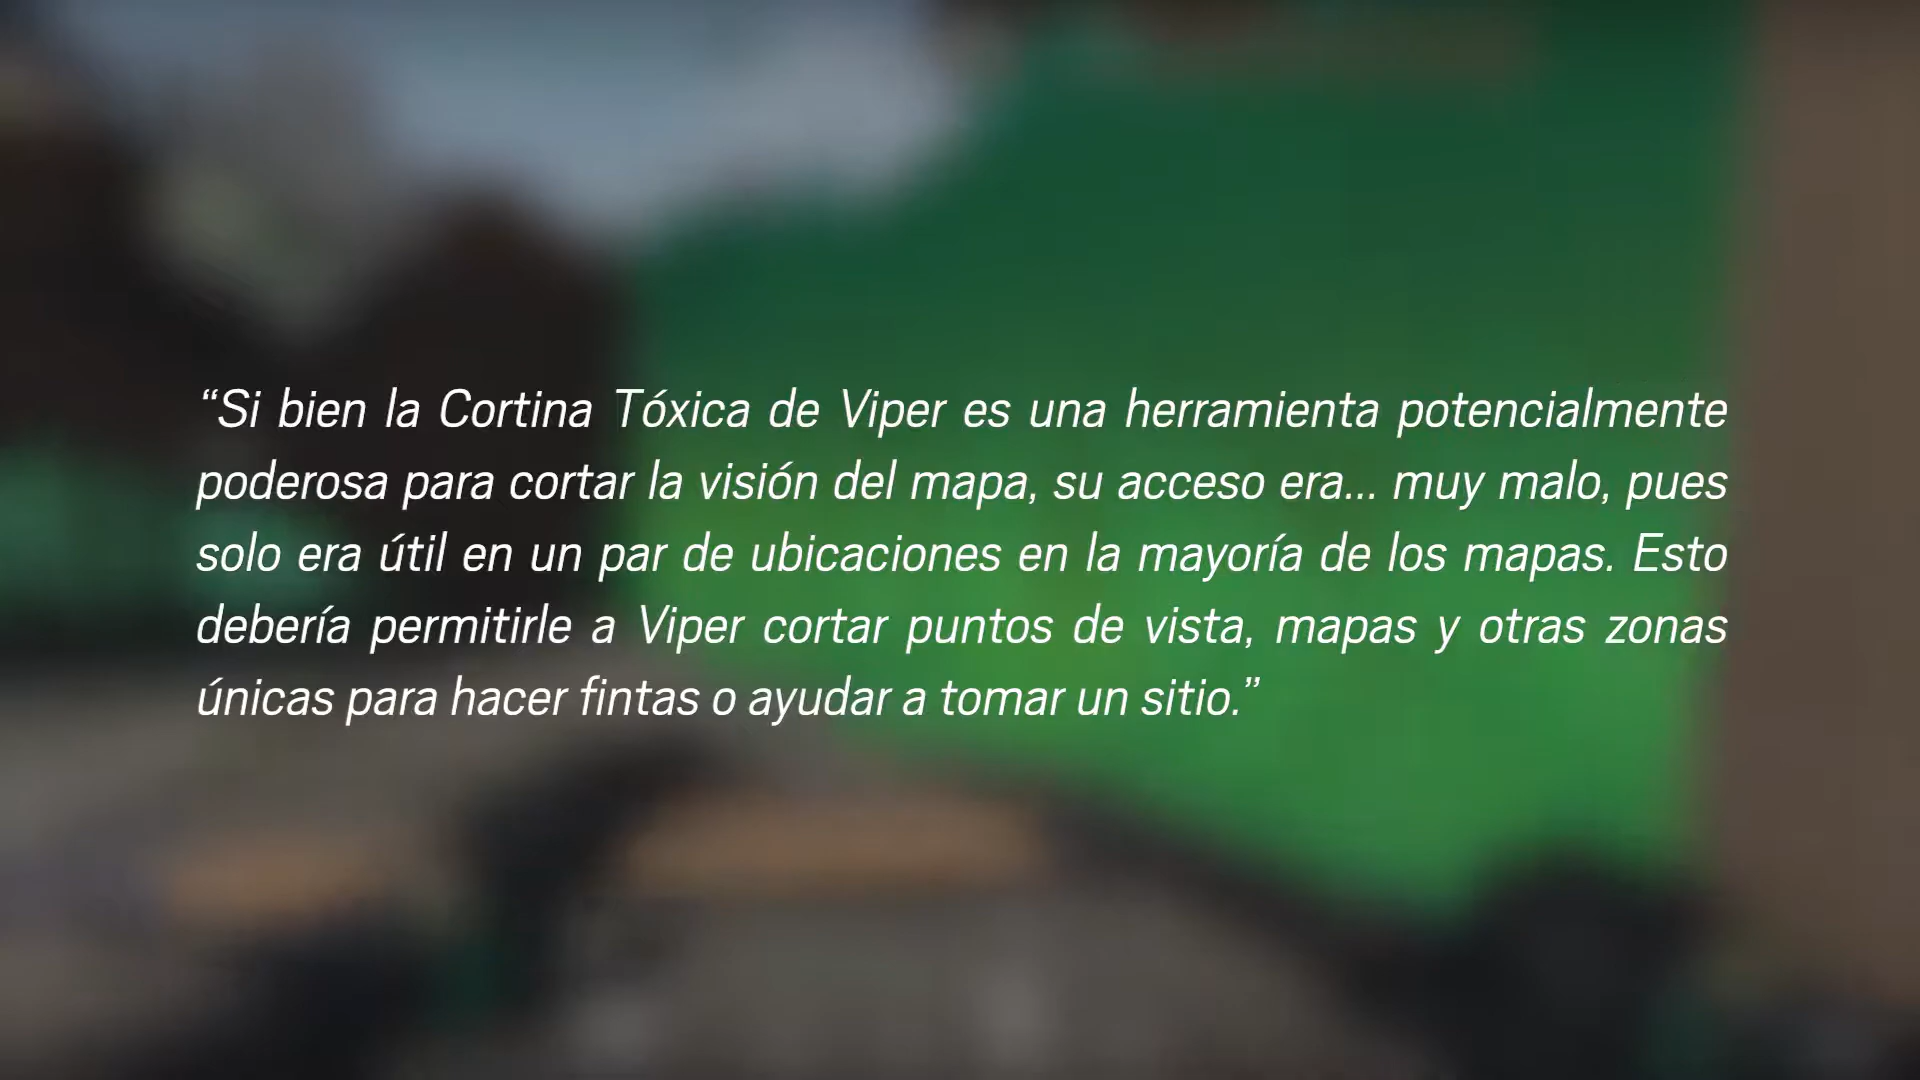 “Si bien la Cortina Tóxica de Viper es una herramienta potencialmente
poderosa para cortar la visión del mapa, su acceso era... muy malo, pues
solo era útil en un par de ubicaciones en la mayoría de los mapas. Esto
debería permitirle a Viper cortar puntos de vista, mapas y otras zonas
únicas para hacer fintas o ayudar a tomar un sitio.”